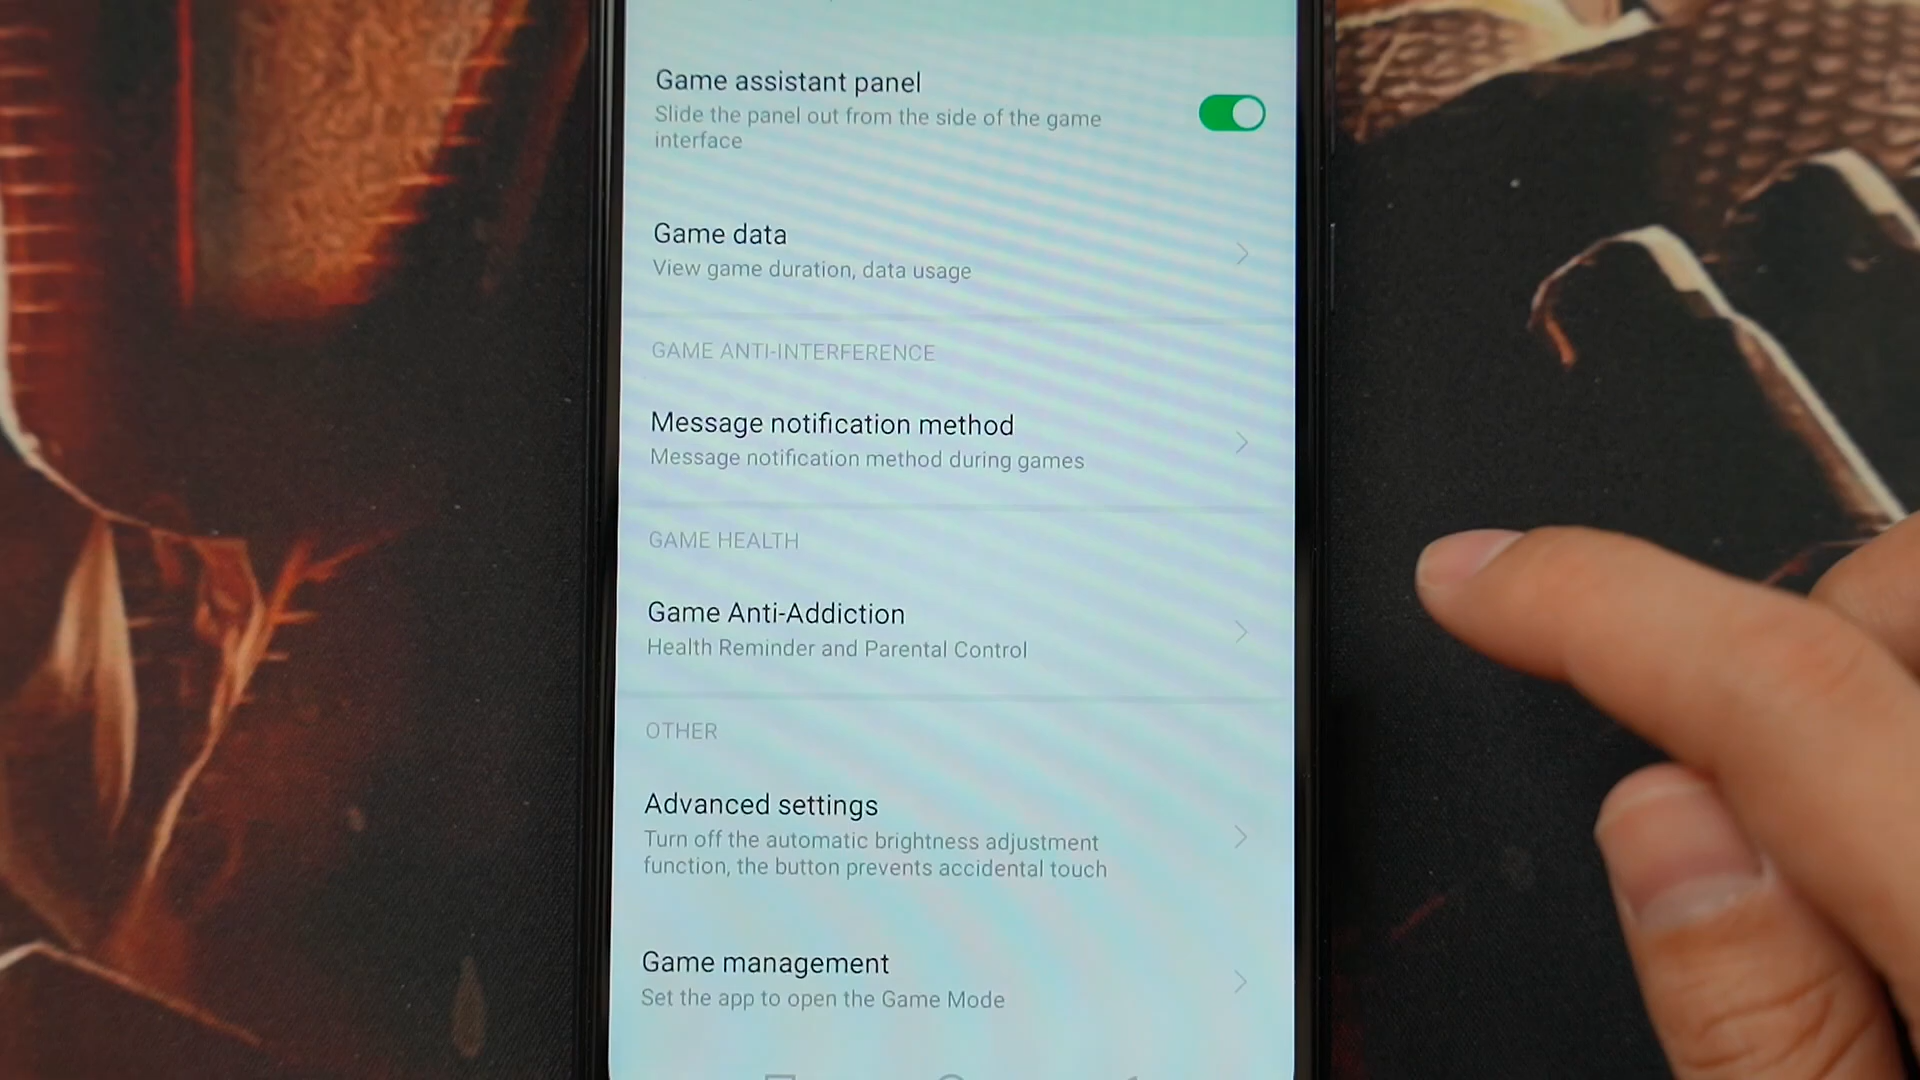 Game assistant panel
Slide the panel out from the side of the game
interface
Game data
View game duration, data usage
GAME ANTI-INTERFERENCE
Message notification method
Message notification method during games
GAME HEALTH
Game Anti-Addiction
Health Reminder and Parental Control
OTHER
Advanced settings
Turn off the automatic brightness adjustment
function, the button prevents accidental touch
Game management
Set the app to open the Game Mode